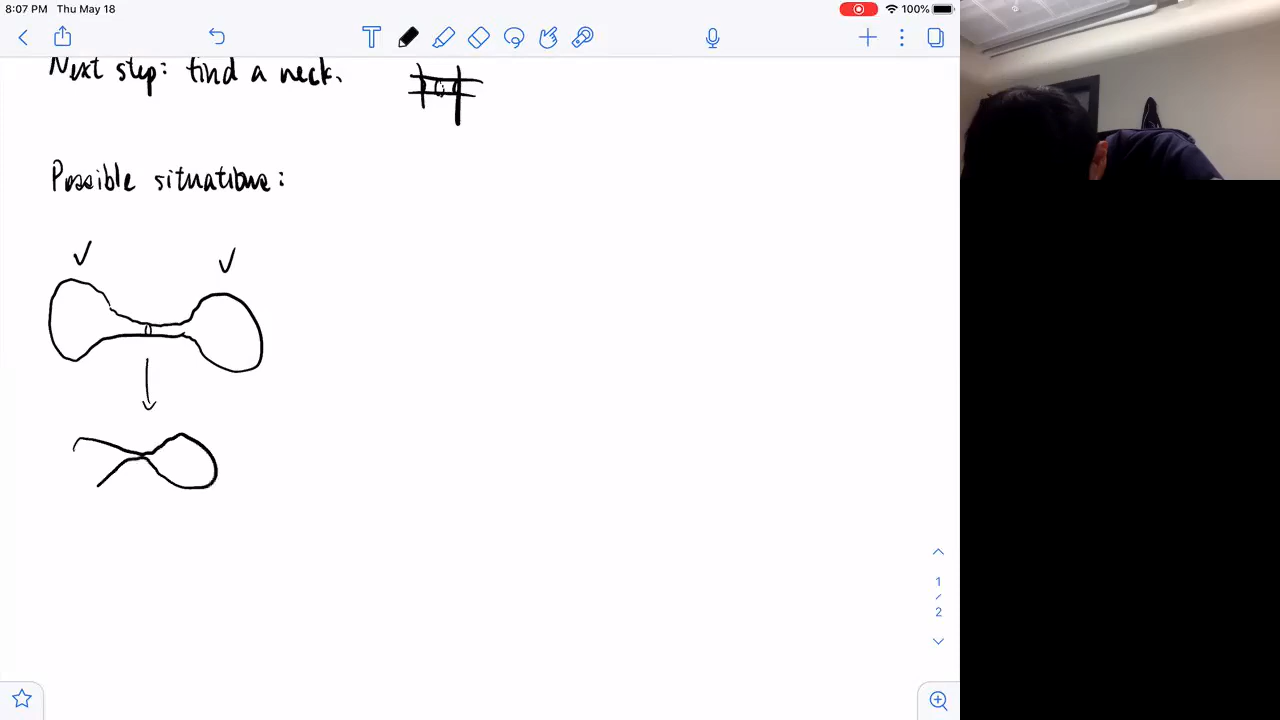 8:07 PM Thu May 18
100%
Next step: find a neck.
Possible situations:
1
/
2